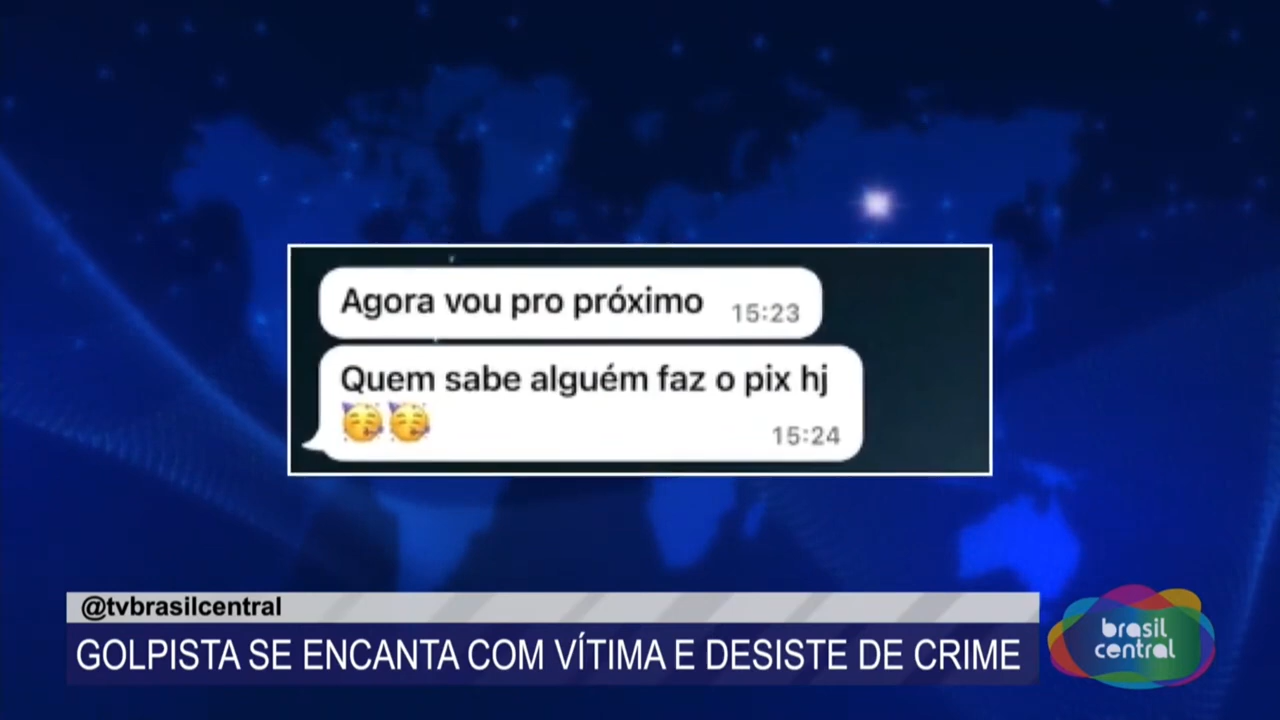 Agora vou pro próximo 15:23
Quem sabe alguém faz o pix hj
🥳🥳 15:24
@tvbrasilcentral
GOLPISTA SE ENCANTA COM VÍTIMA E DESISTE DE CRIME
brasil
central